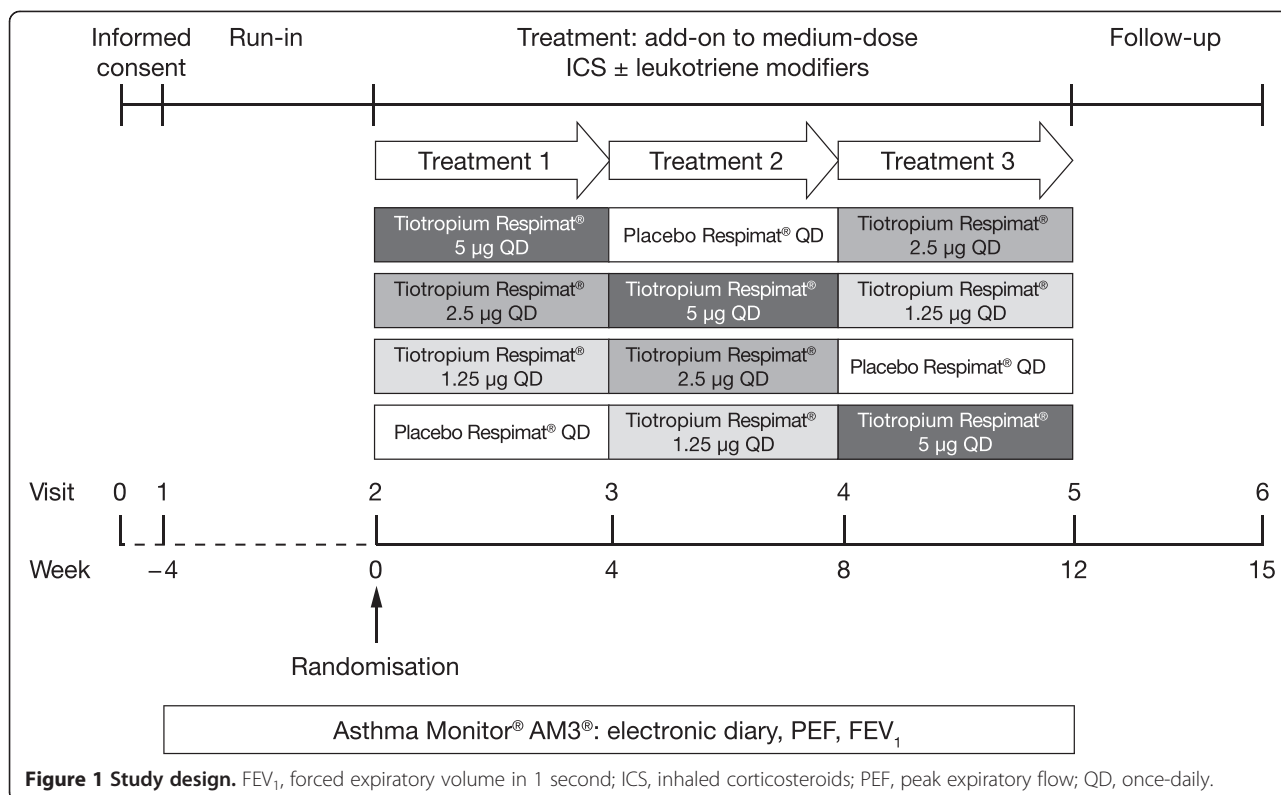 Informed
consent
Run-in
Treatment: add-on to medium-dose
ICS ± leukotriene modifiers
Follow-up
Treatment 1
Treatment 2
Treatment 3
Tiotropium Respimat®
5 µg QD
Placebo Respimat® QD
Tiotropium Respimat®
2.5 µg QD
Tiotropium Respimat®
2.5 µg QD
Tiotropium Respimat®
5 µg QD
Tiotropium Respimat®
1.25 µg QD
Tiotropium Respimat®
1.25 µg QD
Tiotropium Respimat®
2.5 µg QD
Placebo Respimat® QD
Placebo Respimat® QD
Tiotropium Respimat®
1.25 µg QD
Tiotropium Respimat®
5 µg QD
Visit 0 1 2 3 4 5 6
Week −4 0 4 8 12 15
Randomisation
Asthma Monitor® AM3®: electronic diary, PEF, FEV₁
Figure 1 Study design. FEV₁, forced expiratory volume in 1 second; ICS, inhaled corticosteroids; PEF, peak expiratory flow; QD, once-daily.